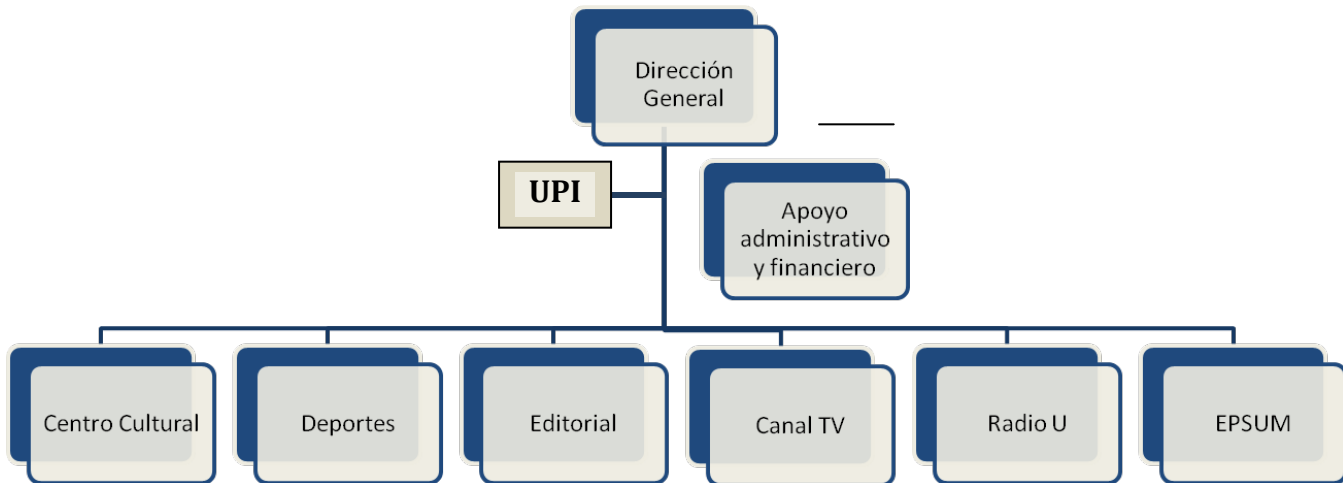 Dirección
General
UPI
Apoyo
administrativo
y financiero
Centro Cultural
Deportes
Editorial
Canal TV
Radio U
EPSUM